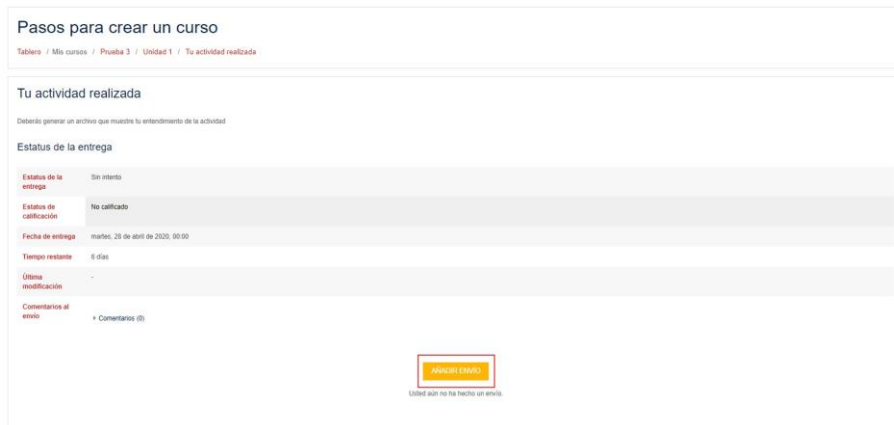 Pasos para crear un curso
Tablero / Mis cursos / Prueba 3 / Unidad 1 / Tu actividad realizada
Tu actividad realizada
Deberás generar un archivo que muestre tu entendimiento de la actividad
Estatus de la entrega
Estatus de la entrega Sin intento
Estatus de calificación No calificado
Fecha de entrega martes, 28 de abril de 2020, 00:00
Tiempo restante 6 días
Última modificación -
Comentarios al envío Comentarios (0)
AÑADIR ENVÍO
Usted aún no ha hecho un envío.